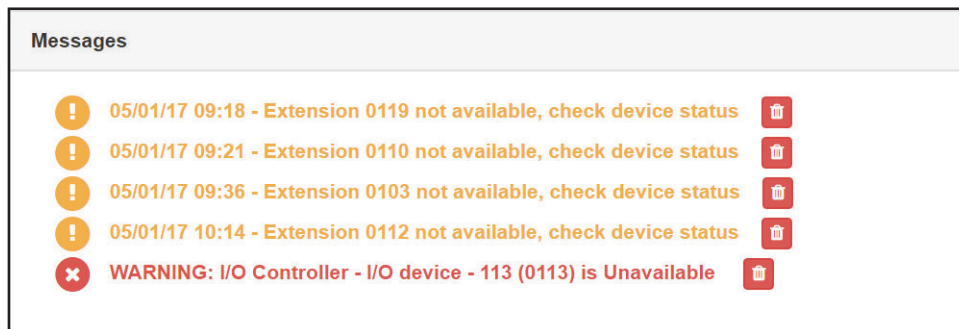 Messages
05/01/17 09:18 - Extension 0119 not available, check device status
05/01/17 09:21 - Extension 0110 not available, check device status
05/01/17 09:36 - Extension 0103 not available, check device status
05/01/17 10:14 - Extension 0112 not available, check device status
WARNING: I/O Controller - I/O device - 113 (0113) is Unavailable